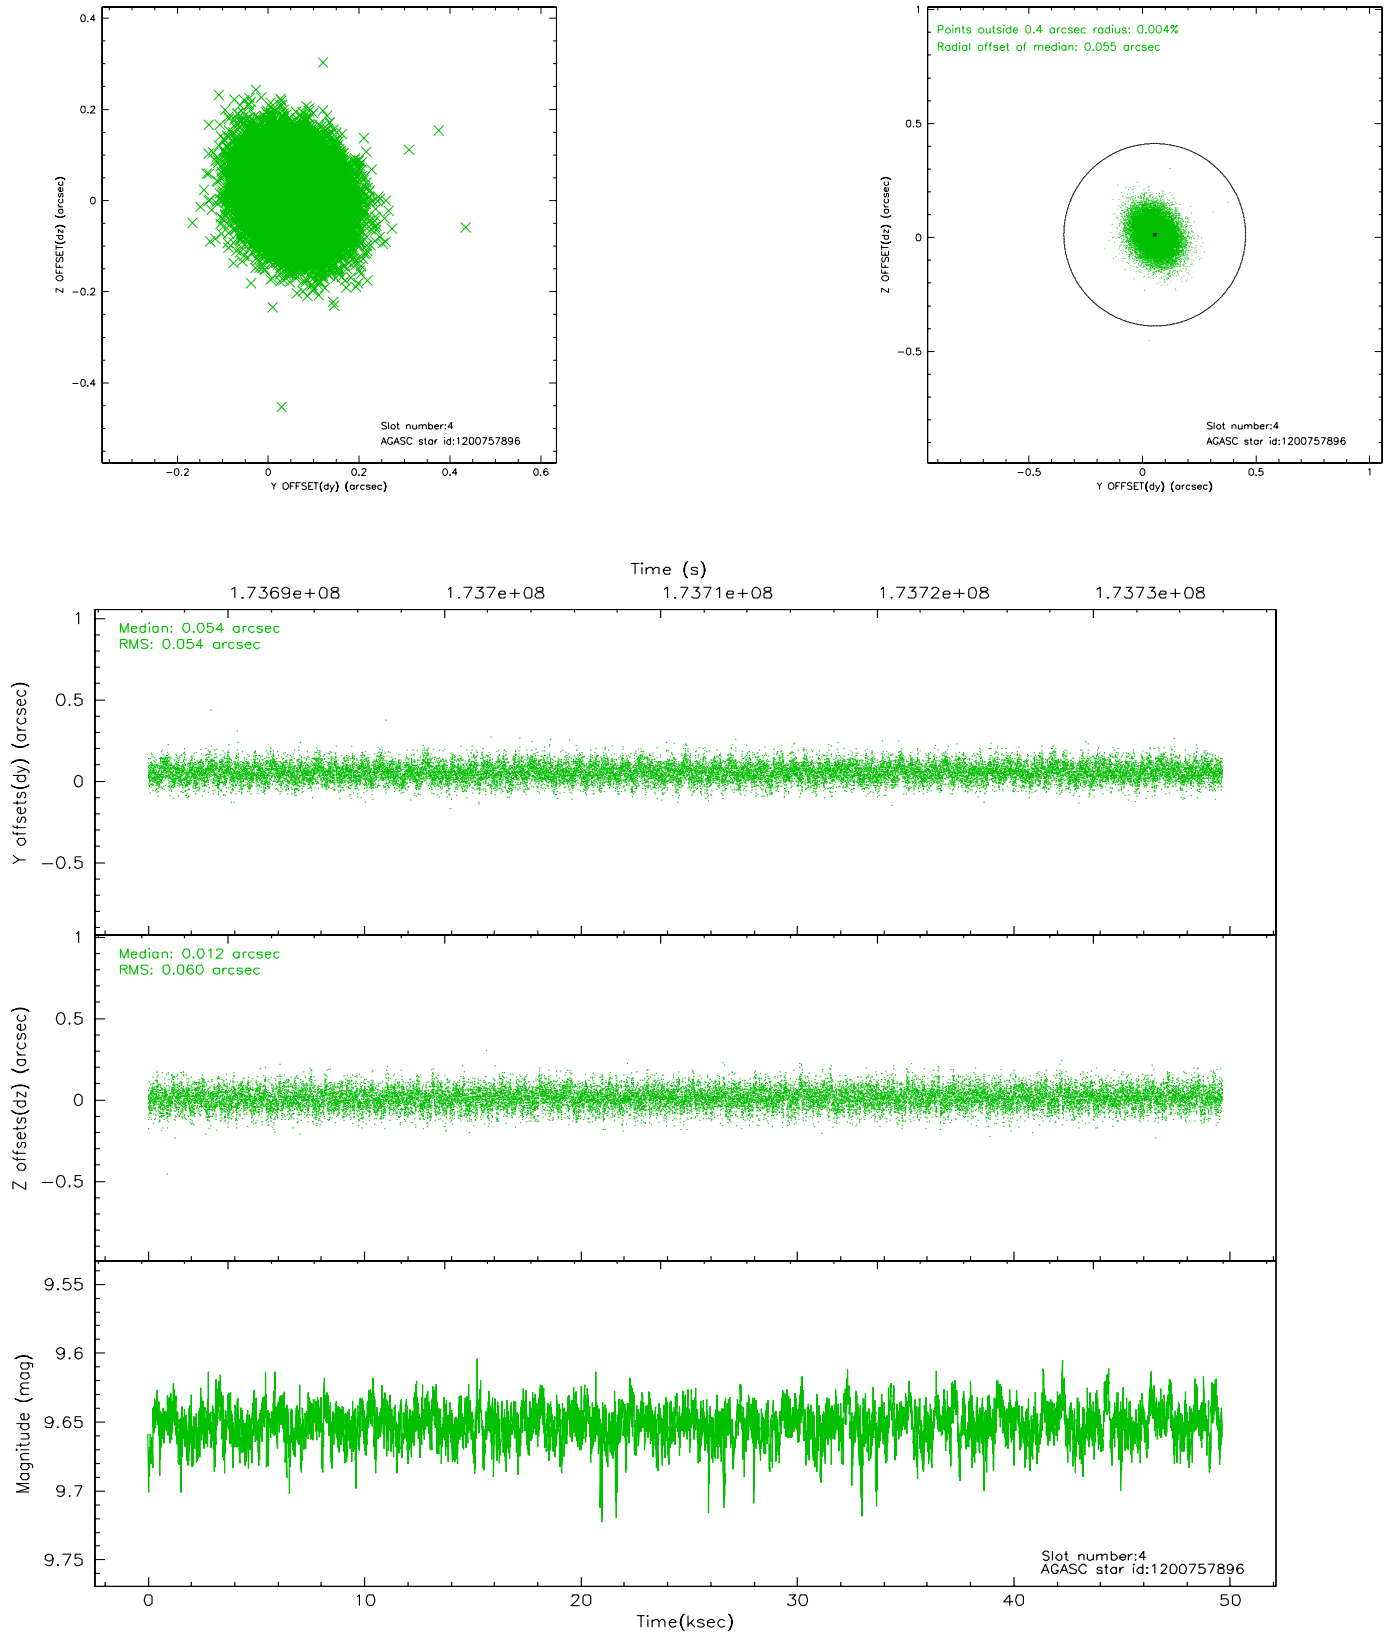 0.4
0.2
0
−0.2
−0.4
Z OFFSET(dz) (arcsec)
Slot number:4
AGASC star id:1200757896
−0.2
0
0.2
0.4
0.6
Y OFFSET(dy) (arcsec)
Points outside 0.4 arcsec radius: 0.004%
Radial offset of median: 0.055 arcsec
1
0.5
0
−0.5
Z OFFSET(dz) (arcsec)
Slot number:4
AGASC star id:1200757896
−0.5
0
0.5
1
Y OFFSET(dy) (arcsec)
Time (s)
1.7369e+08
1.737e+08
1.7371e+08
1.7372e+08
1.7373e+08
Median: 0.054 arcsec
RMS: 0.054 arcsec
1
0.5
0
−0.5
Y offsets(dy) (arcsec)
Median: 0.012 arcsec
RMS: 0.060 arcsec
1
0.5
0
−0.5
Z offsets(dz) (arcsec)
9.55
9.6
9.65
9.7
9.75
Magnitude (mag)
Slot number:4
AGASC star id:1200757896
0
10
20
30
40
50
Time(ksec)